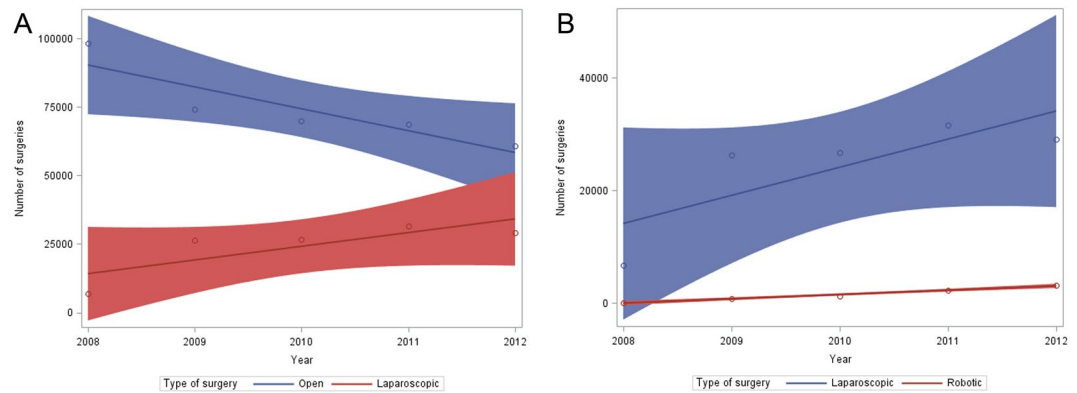 A
Number of surgeries
100000
75000
50000
25000
0
2008 2009 2010 2011 2012
Year
Type of surgery Open Laparoscopic
B
Number of surgeries
40000
20000
0
2008 2009 2010 2011 2012
Year
Type of surgery Laparoscopic Robotic